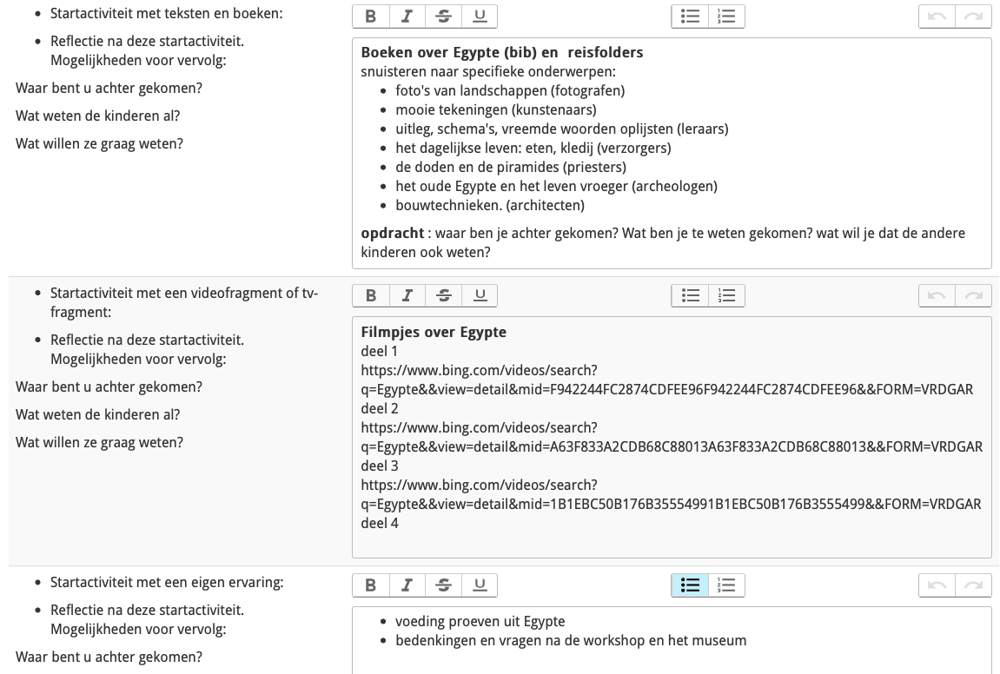 Startactiviteit met teksten en boeken:
Reflectie na deze startactiviteit.
Mogelijkheden voor vervolg:
Waar bent u achter gekomen?
Wat weten de kinderen al?
Wat willen ze graag weten?
B I S U
Boeken over Egypte (bib) en  reisfolders
snuisteren naar specifieke onderwerpen:
foto's van landschappen (fotografen)
mooie tekeningen (kunstenaars)
uitleg, schema's, vreemde woorden oplijsten (leraars)
het dagelijkse leven: eten, kledij (verzorgers)
de doden en de piramides (priesters)
het oude Egypte en het leven vroeger (archeologen)
bouwtechnieken. (architecten)
opdracht : waar ben je achter gekomen? Wat ben je te weten gekomen? wat wil je dat de andere
kinderen ook weten?
Startactiviteit met een videofragment of tv-
fragment:
Reflectie na deze startactiviteit.
Mogelijkheden voor vervolg:
Waar bent u achter gekomen?
Wat weten de kinderen al?
Wat willen ze graag weten?
B I S U
Filmpjes over Egypte
deel 1
https://www.bing.com/videos/search?
q=Egypte&&view=detail&mid=F942244FC2874CDFEE96F942244FC2874CDFEE96&&FORM=VRDGAR
deel 2
https://www.bing.com/videos/search?
q=Egypte&&view=detail&mid=A63F833A2CDB68C88013A63F833A2CDB68C88013&&FORM=VRDGAR
deel 3
https://www.bing.com/videos/search?
q=Egypte&&view=detail&mid=1B1EBC50B176B35554991B1EBC50B176B3555499&&FORM=VRDGAR
deel 4
Startactiviteit met een eigen ervaring:
Reflectie na deze startactiviteit.
Mogelijkheden voor vervolg:
Waar bent u achter gekomen?
B I S U
voeding proeven uit Egypte
bedenkingen en vragen na de workshop en het museum